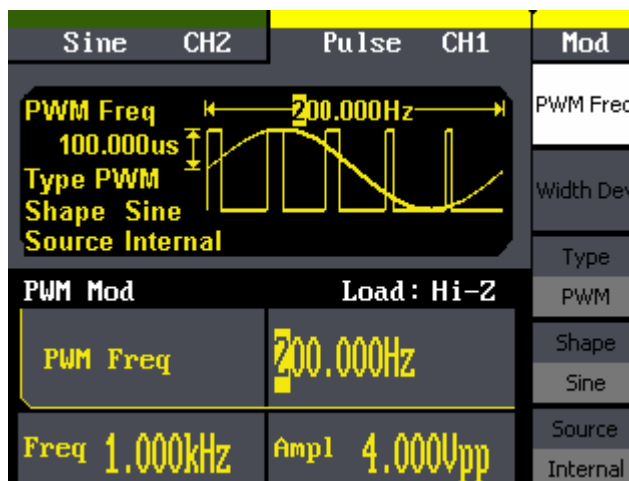 Sine CH2 Pulse CH1 Mod
PWM Freq 200.000Hz
100.000us
Type PWM
Shape Sine
Source Internal
PWM Mod Load: Hi-Z
PWM Freq 200.000Hz
Freq 1.000kHz Ampl 4.000Vpp
PWM Freq
Width Dev
Type
PWM
Shape
Sine
Source
Internal